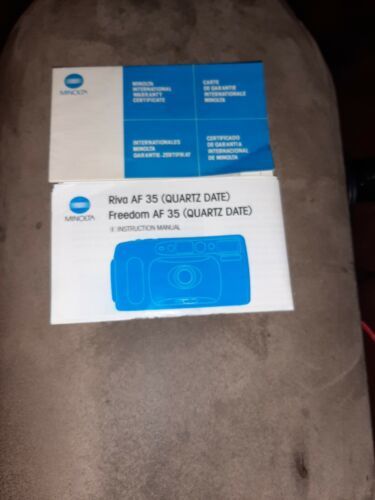 MINOLTA
MINOLTA
INTERNATIONAL
WARRANTY
CERTIFICATE
CARTE
DE GARANTIE
INTERNATIONALE
MINOLTA
INTERNATIONALES
MINOLTA
GARANTIE-ZERTIFIKAT
CERTIFICADO
DE GARANTIA
INTERNACIONAL
DE MINOLTA
MINOLTA
Riva AF 35 (QUARTZ DATE)
Freedom AF 35 (QUARTZ DATE)
E INSTRUCTION MANUAL